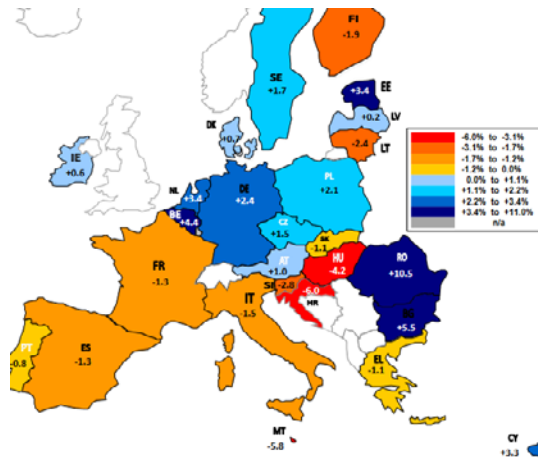 FI
-1.9
SE
+1.7
EE
+3.4
LV
+0.2
LT
-2.4
DK
+0.7
IE
+0.6
NL
+3.4
DE
+2.4
PL
+2.1
BE
+4.4
CZ
+1.5
SK
-1.1
AT
+1.0
HU
-4.2
RO
+10.5
FR
-1.3
SI
-2.8
-6.0
HR
IT
-1.5
BG
+5.5
PT
-0.8
ES
-1.3
EL
-1.1
MT
-5.8
CY
+3.3
-6.0% to -3.1%
-3.1% to -1.7%
-1.7% to -1.2%
-1.2% to 0.0%
0.0% to +1.1%
+1.1% to +2.2%
+2.2% to +3.4%
+3.4% to +11.0%
n/a